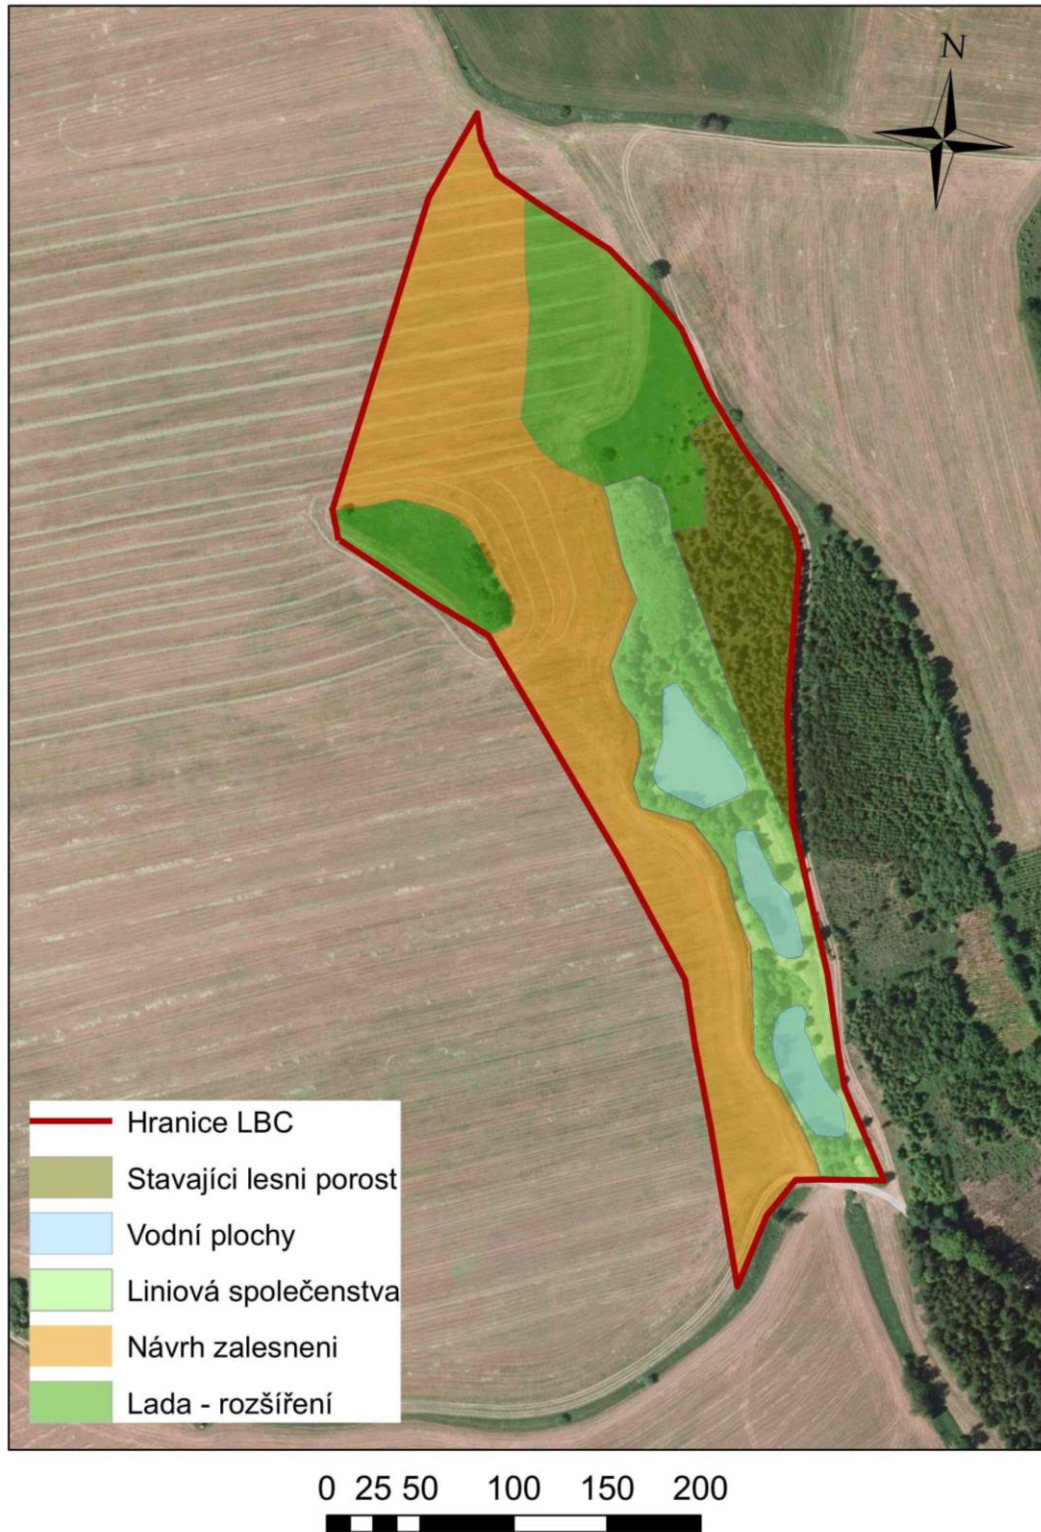 N
Hranice LBC
Stavajíci lesni porost
Vodní plochy
Liniová společenstva
Návrh zalesneni
Lada - rozšíření
0 25 50 100 150 200